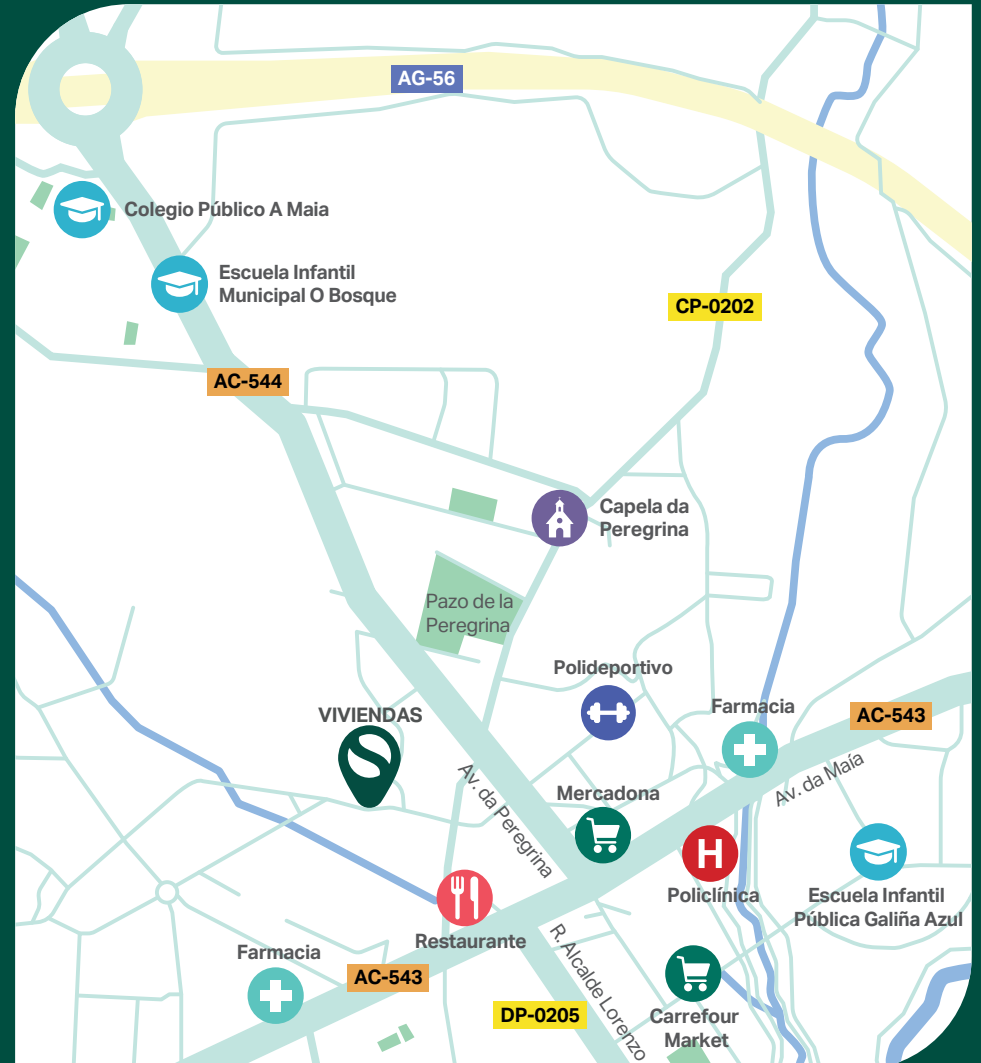 AG-56
Colegio Público A Maia
Escuela Infantil
Municipal O Bosque
CP-0202
AC-544
Capela da
Peregrina
Pazo de la
Peregrina
Polideportivo
Farmacia
AC-543
VIVIENDAS
Av. da Peregrina
Av. da Maía
Mercadona
H
Policlínica
Escuela Infantil
Pública Galiña Azul
Restaurante
Farmacia
AC-543
R. Alcalde Lorenzo
DP-0205
Carrefour
Market